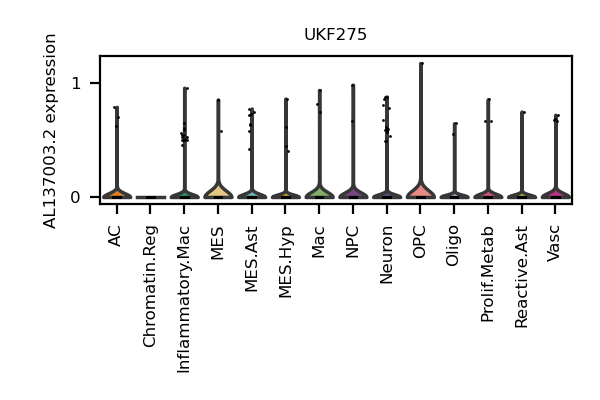 UKF275
AL137003.2 expression
1
0
AC
Chromatin.Reg
Inflammatory.Mac
MES
MES.Ast
MES.Hyp
Mac
NPC
Neuron
OPC
Oligo
Prolif.Metab
Reactive.Ast
Vasc